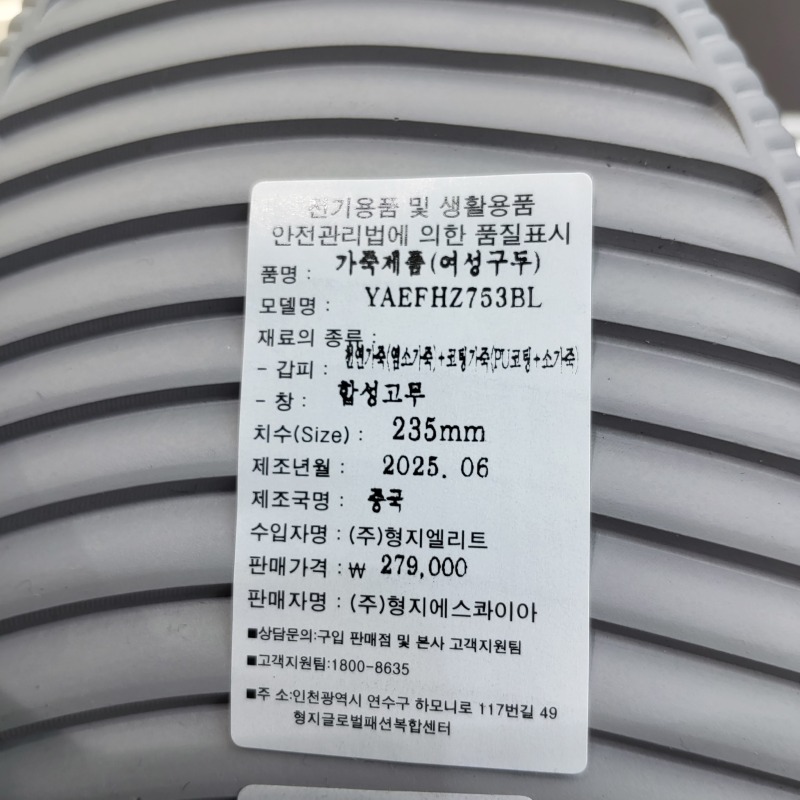 전기용품 및 생활용품
안전관리법에 의한 품질표시
품명 : 가죽제품(여성구두)
모델명 : YAEFHZ753BL
재료의 종류 :
- 갑피 : 천연가죽(염소가죽)+코팅가죽(PU코팅+소가죽)
- 창 : 합성고무
치수(Size) : 235mm
제조년월 : 2025. 06
제조국명 : 중국
수입자명 : (주)형지엘리트
판매가격 : ₩ 279,000
판매자명 : (주)형지에스콰이아
■상담문의:구입 판매점 및 본사 고객지원팀
■고객지원팀:1800-8635
■주 소:인천광역시 연수구 하모니로 177번길 49
형지글로벌패션복합센터